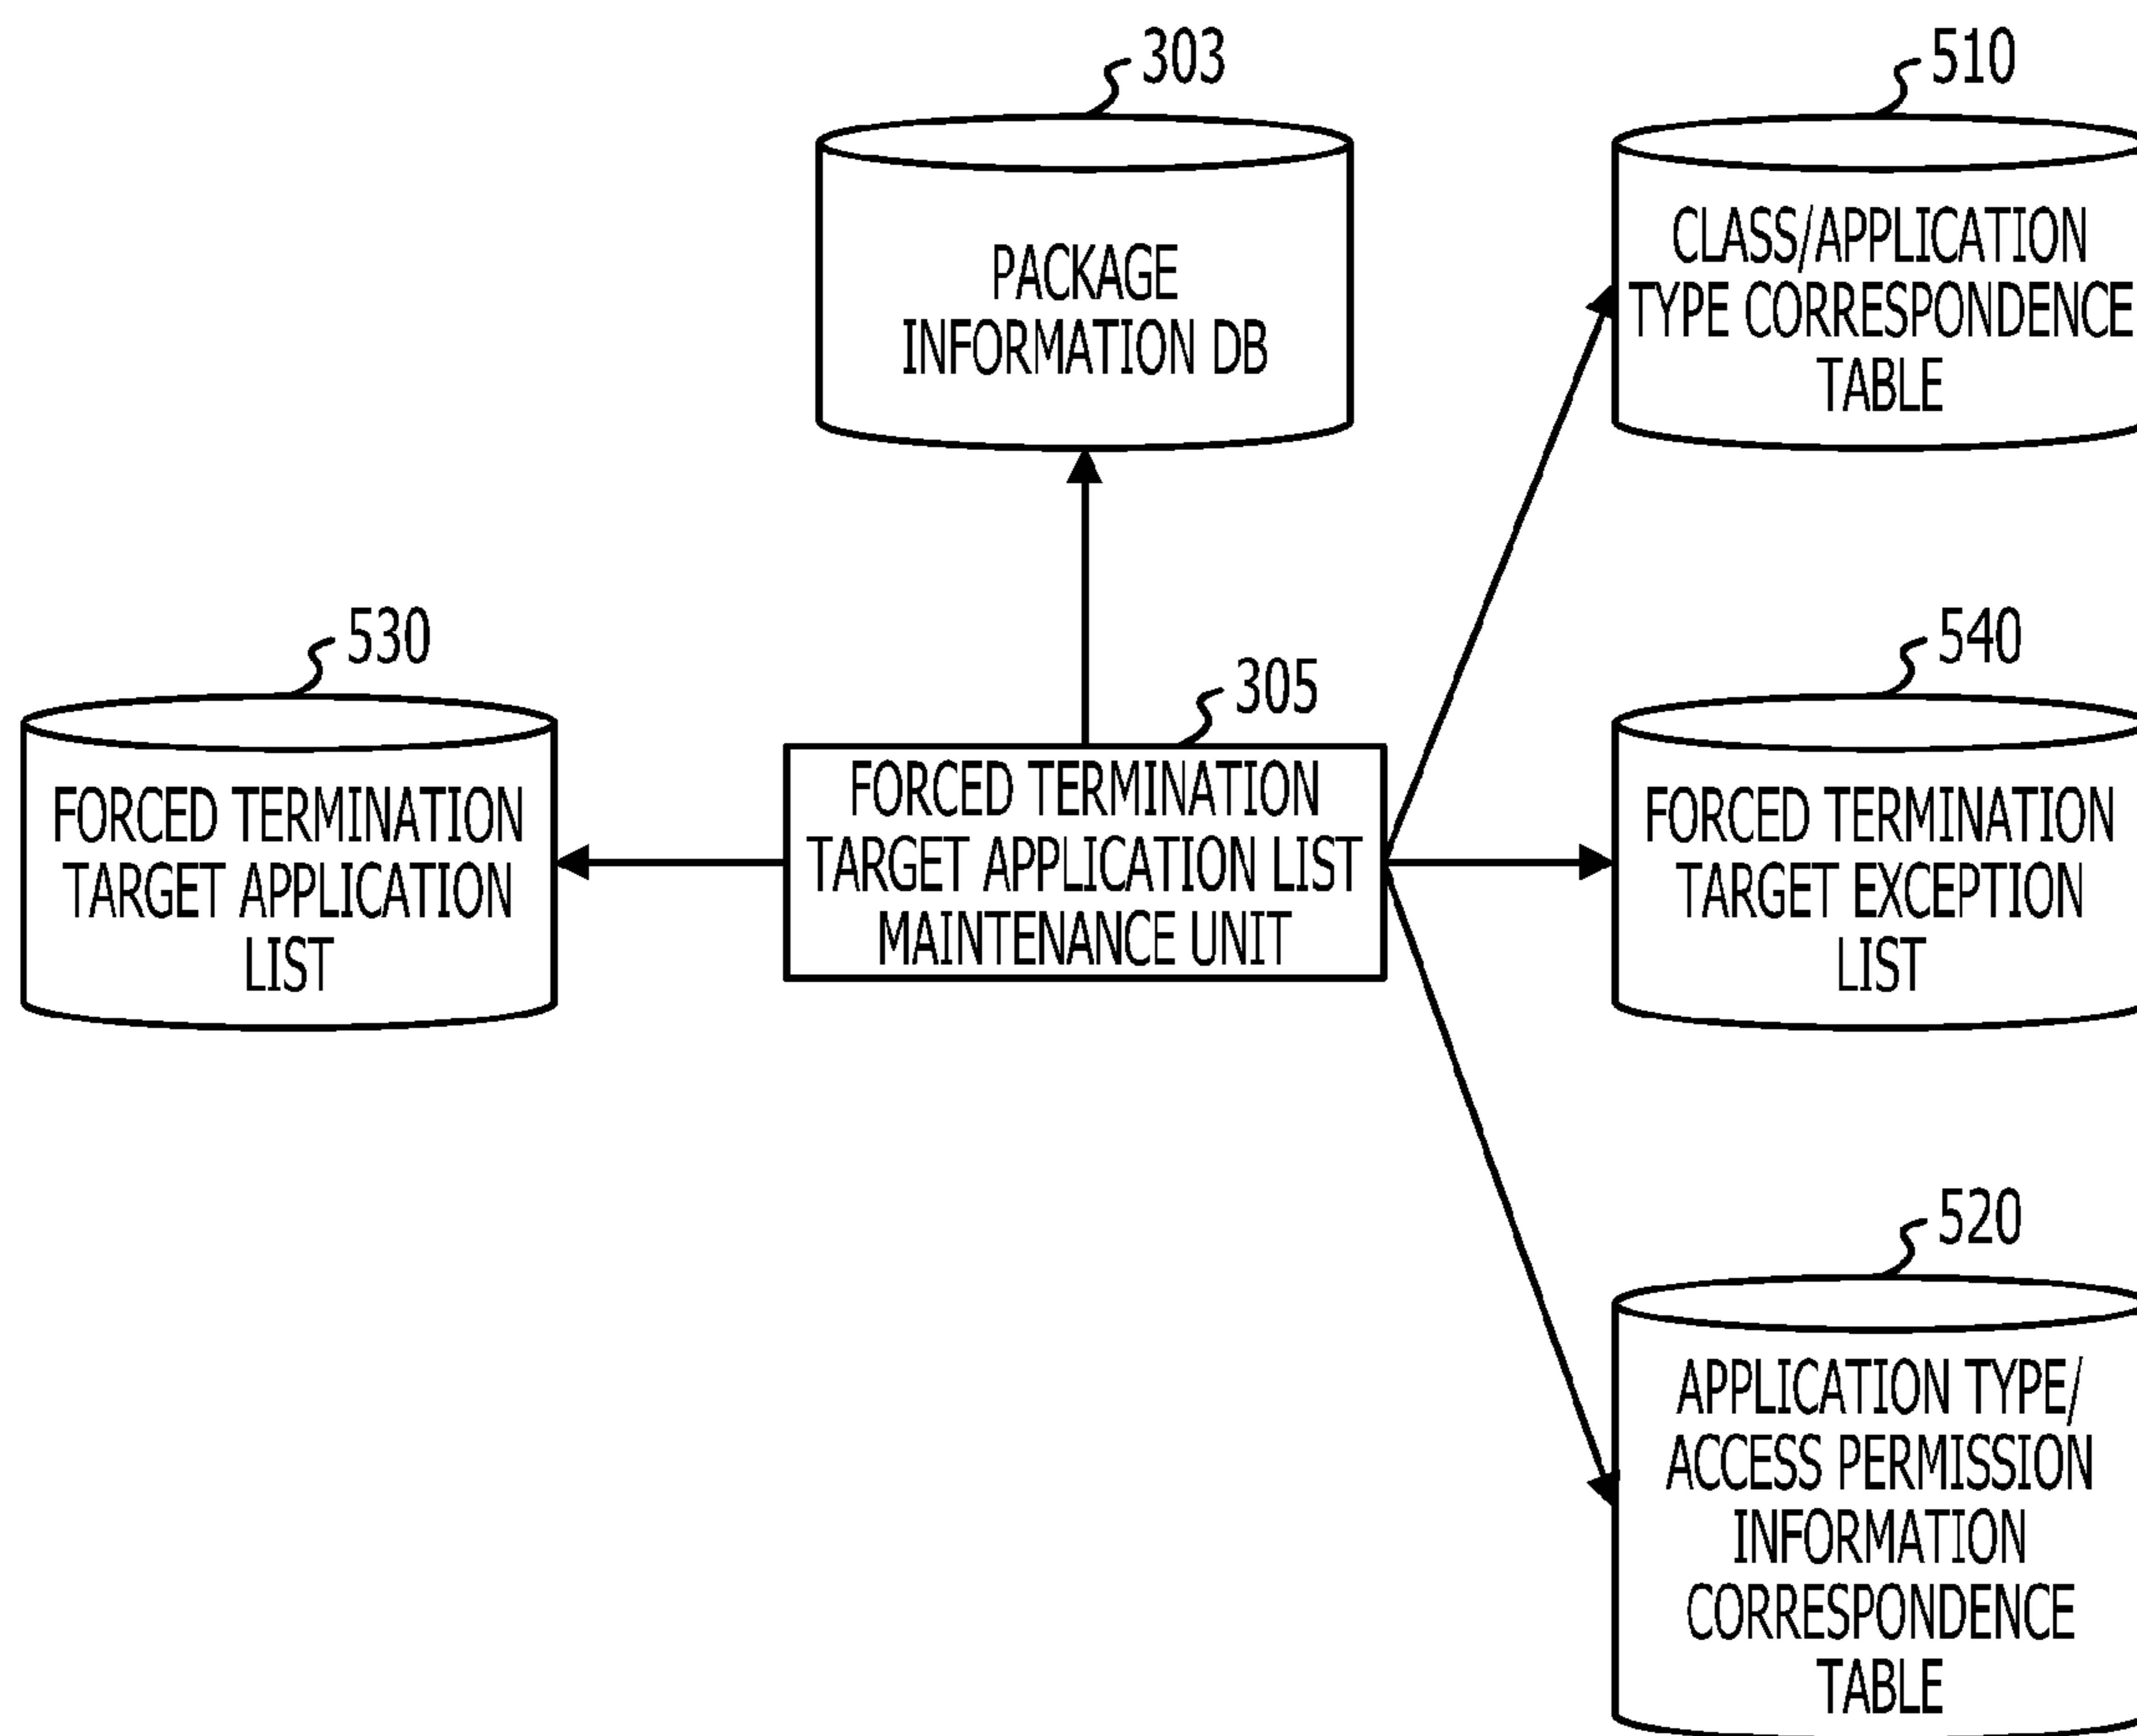 303
PACKAGE
INFORMATION DB
510
CLASS/APPLICATION
TYPE CORRESPONDENCE
TABLE
530
FORCED TERMINATION
TARGET APPLICATION
LIST
305
FORCED TERMINATION
TARGET APPLICATION LIST
MAINTENANCE UNIT
540
FORCED TERMINATION
TARGET EXCEPTION
LIST
520
APPLICATION TYPE/
ACCESS PERMISSION
INFORMATION
CORRESPONDENCE
TABLE